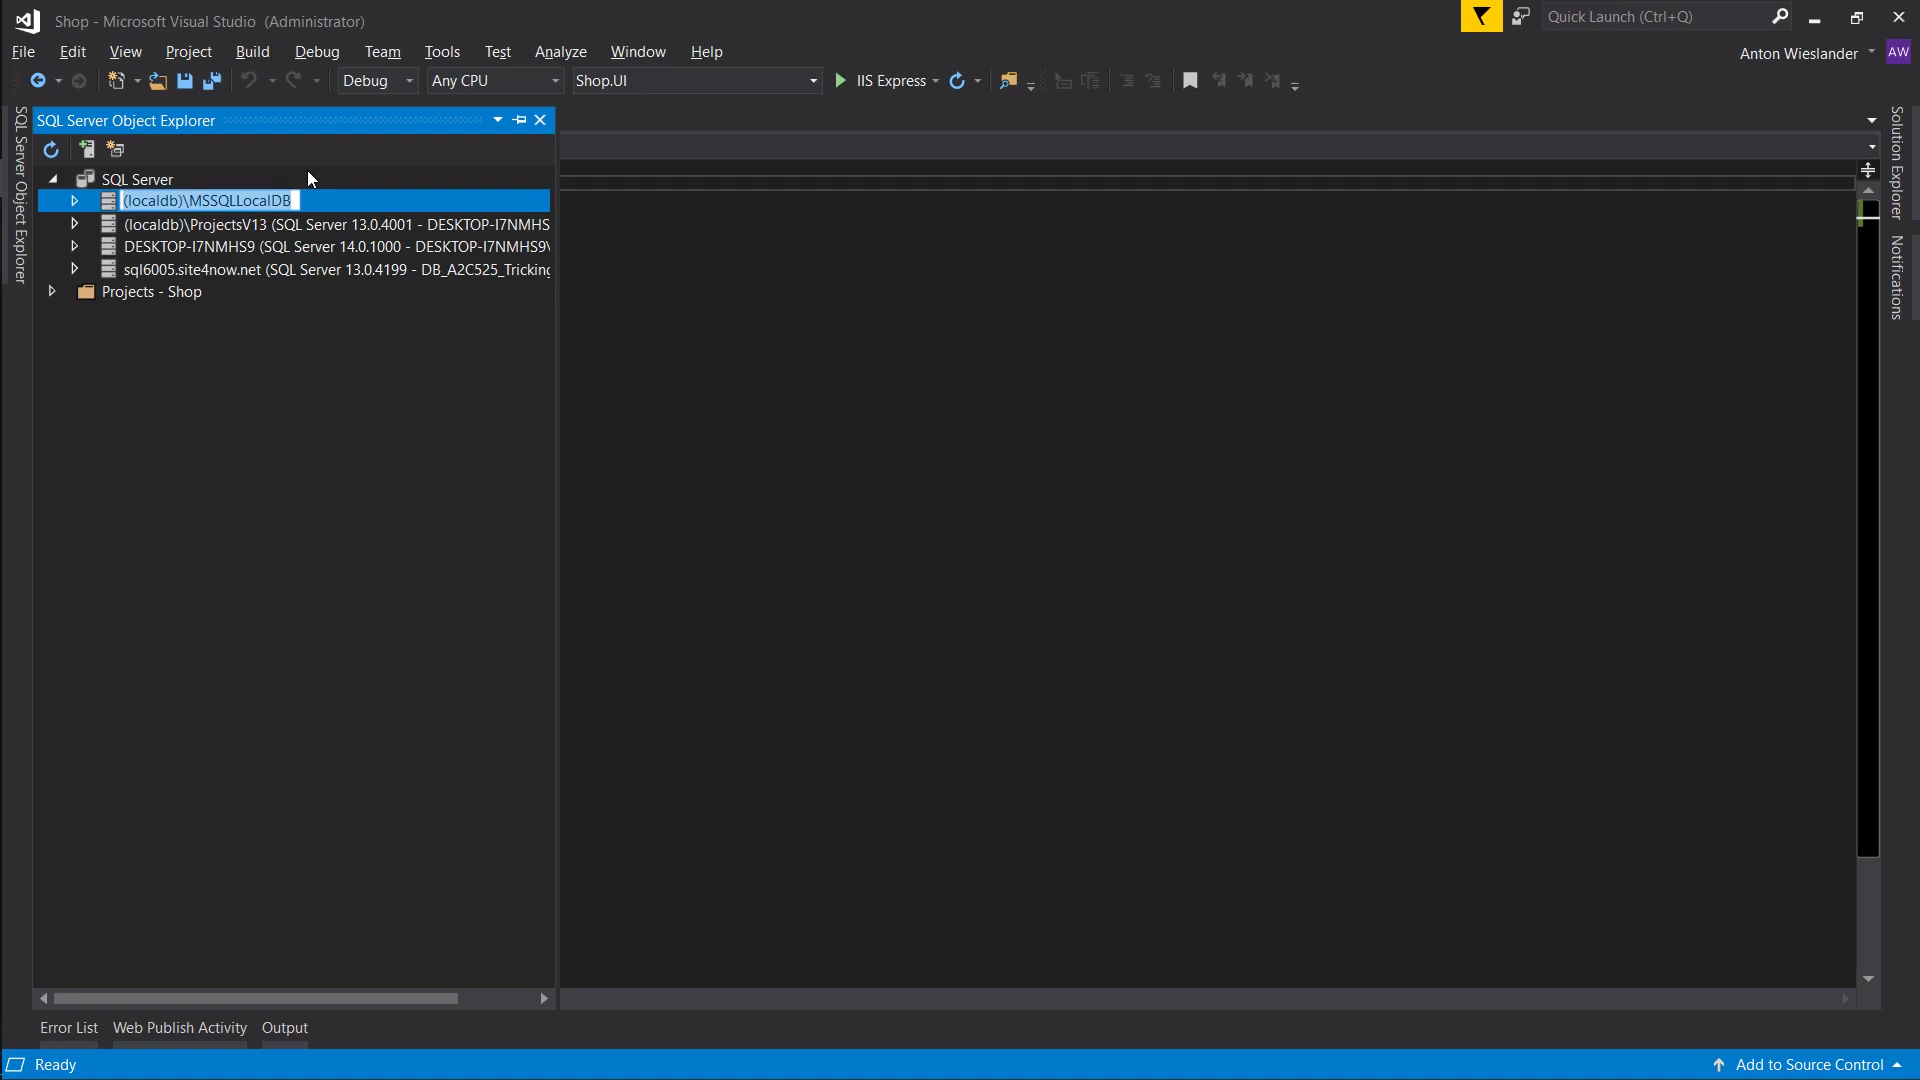 Shop - Microsoft Visual Studio (Administrator)
Quick Launch (Ctrl+Q)
File Edit View Project Build Debug Team Tools Test Analyze Window Help
Anton Wieslander AW
Debug Any CPU Shop.UI IIS Express
SQL Server Object Explorer
SQL Server Object Explorer
SQL Server
(localdb)\MSSQLLocalDB
(localdb)\ProjectsV13 (SQL Server 13.0.4001 - DESKTOP-I7NMHS
DESKTOP-I7NMHS9 (SQL Server 14.0.1000 - DESKTOP-I7NMHS9\
sql6005.site4now.net (SQL Server 13.0.4199 - DB_A2C525_Tricking
Projects - Shop
Solution Explorer
Notifications
Error List Web Publish Activity Output
Ready
Add to Source Control